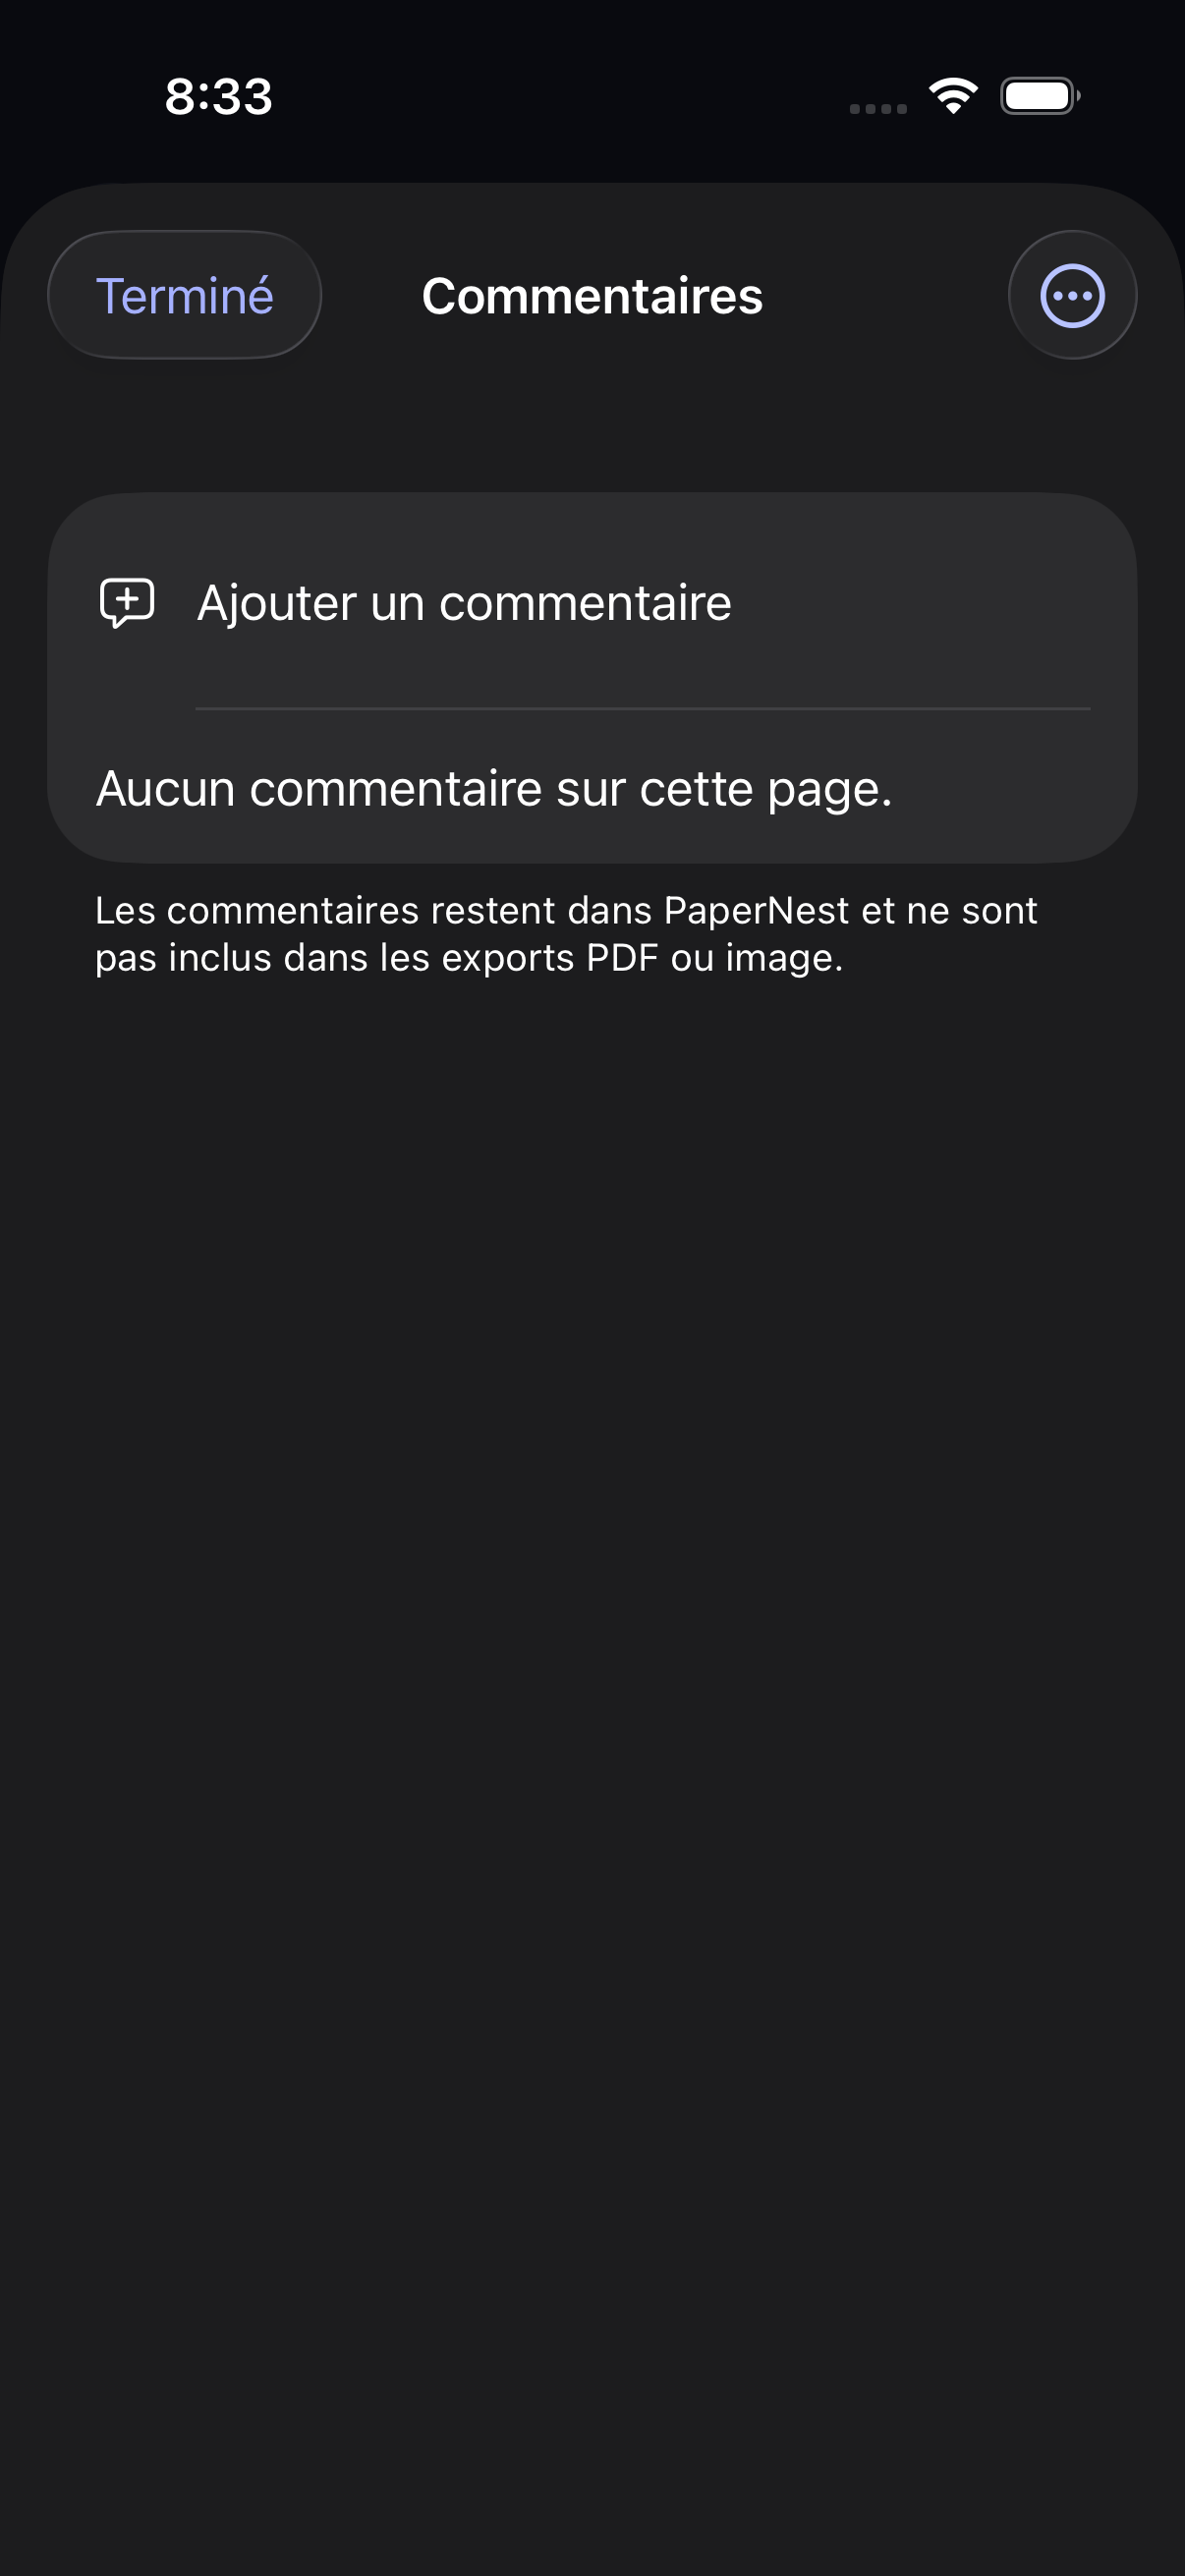 8:33
Terminé
Commentaires
Ajouter un commentaire
Aucun commentaire sur cette page.
Les commentaires restent dans PaperNest et ne sont
pas inclus dans les exports PDF ou image.